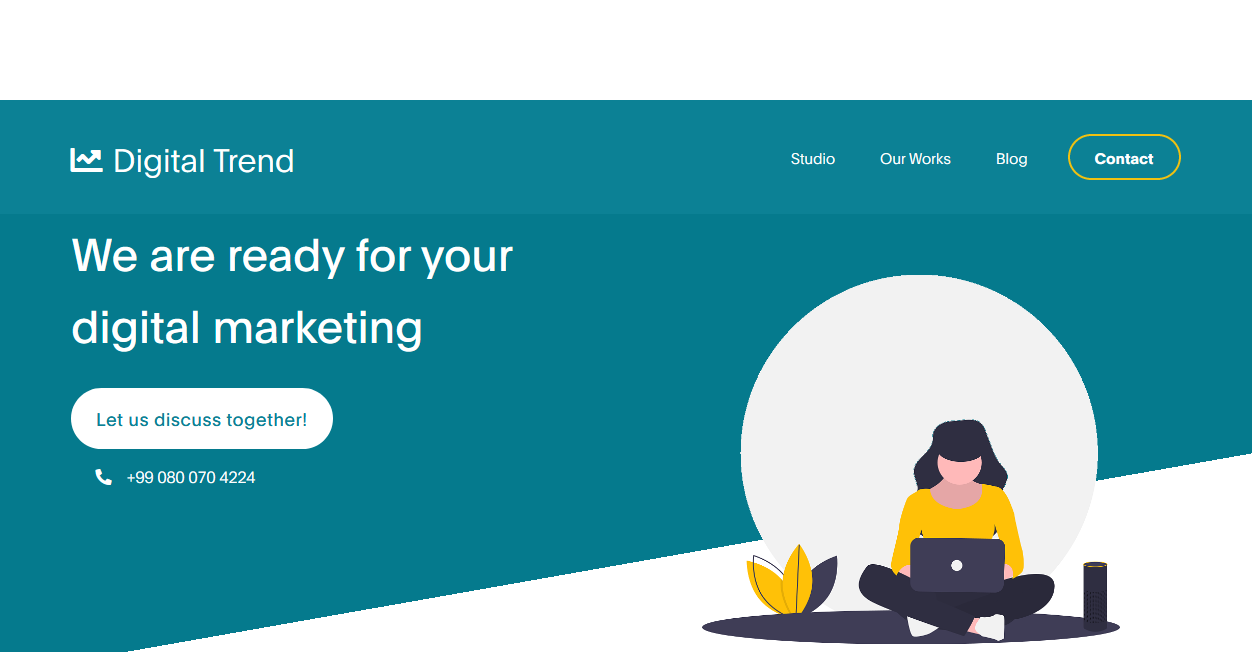 Digital Trend
Studio
Our Works
Blog
Contact
We are ready for your
digital marketing
Let us discuss together!
+99 080 070 4224